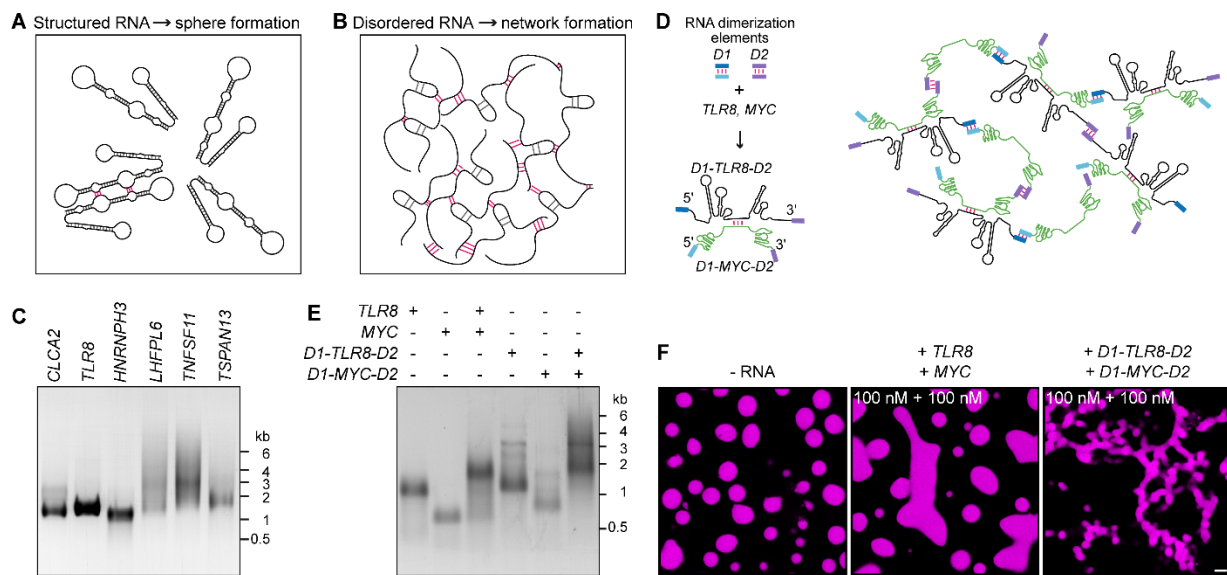 A Structured RNA → sphere formation
B Disordered RNA → network formation
D RNA dimerization
elements
D1 D2
+
TLR8, MYC
D1-TLR8-D2
5' 3'
5' 3'
D1-MYC-D2
C CLCA2 TLR8 HNRNPH3 LHFPL6 TNFSF11 TSPAN13
kb
6
4
3
2
1
0.5
E TLR8 + - + - - -
MYC - + + - - -
D1-TLR8-D2 - - - + - +
D1-MYC-D2 - - - - + +
kb
6
4
3
2
1
0.5
F
- RNA
+ TLR8
+ MYC
100 nM + 100 nM
+ D1-TLR8-D2
+ D1-MYC-D2
100 nM + 100 nM